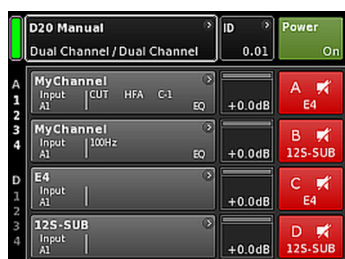 D20 Manual
ID
Power
Dual Channel / Dual Channel
0.01
On
A
1
2
3
4
MyChannel
Input
CUT HFA C-1
A1
EQ
+0.0dB
A
E4
MyChannel
Input
100Hz
A1
EQ
+0.0dB
B
12S-SUB
D
1
2
3
4
E4
Input
A1
+0.0dB
C
E4
12S-SUB
Input
A1
+0.0dB
D
12S-SUB